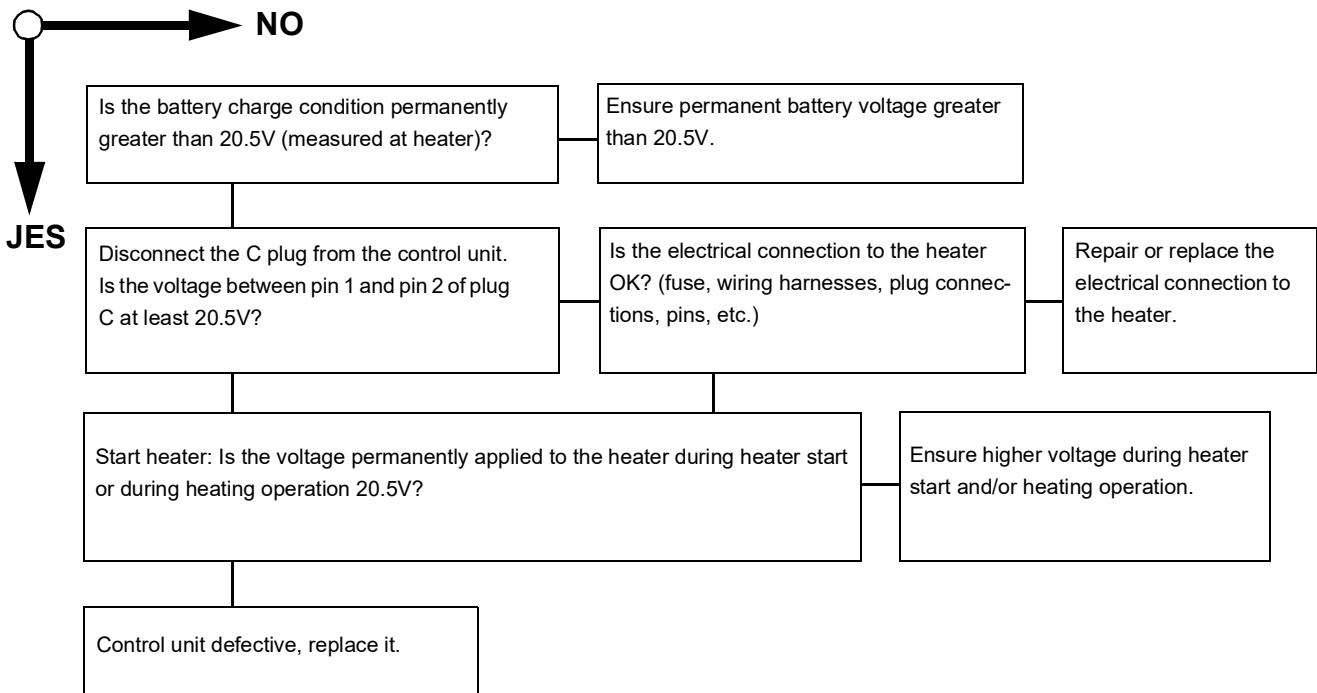 NO
JES
Is the battery charge condition permanently
greater than 20.5V (measured at heater)?
Ensure permanent battery voltage greater
than 20.5V.
Disconnect the C plug from the control unit.
Is the voltage between pin 1 and pin 2 of plug
C at least 20.5V?
Is the electrical connection to the heater
OK? (fuse, wiring harnesses, plug connec-
tions, pins, etc.)
Repair or replace the
electrical connection to
the heater.
Start heater: Is the voltage permanently applied to the heater during heater start
or during heating operation 20.5V?
Ensure higher voltage during heater
start and/or heating operation.
Control unit defective, replace it.